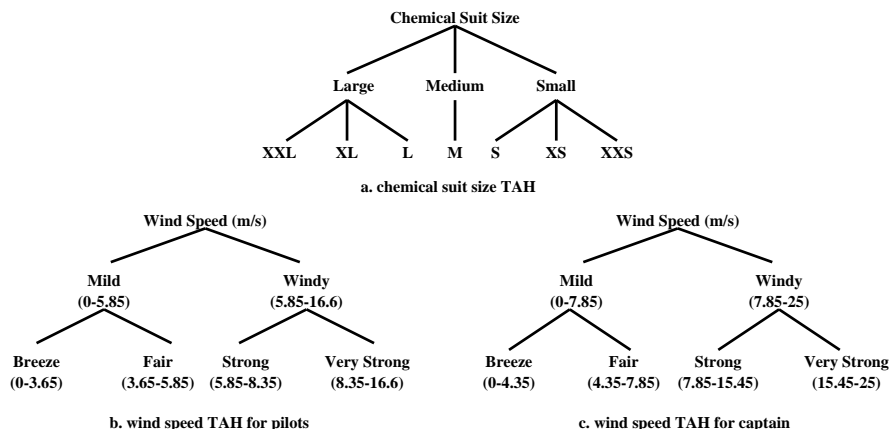 Chemical Suit Size
Large Medium Small
XXL XL L M S XS XXS
a. chemical suit size TAH
Wind Speed (m/s)
Mild Windy
(0-5.85) (5.85-16.6)
Breeze Fair Strong Very Strong
(0-3.65) (3.65-5.85) (5.85-8.35) (8.35-16.6)
b. wind speed TAH for pilots
Wind Speed (m/s)
Mild Windy
(0-7.85) (7.85-25)
Breeze Fair Strong Very Strong
(0-4.35) (4.35-7.85) (7.85-15.45) (15.45-25)
c. wind speed TAH for captain